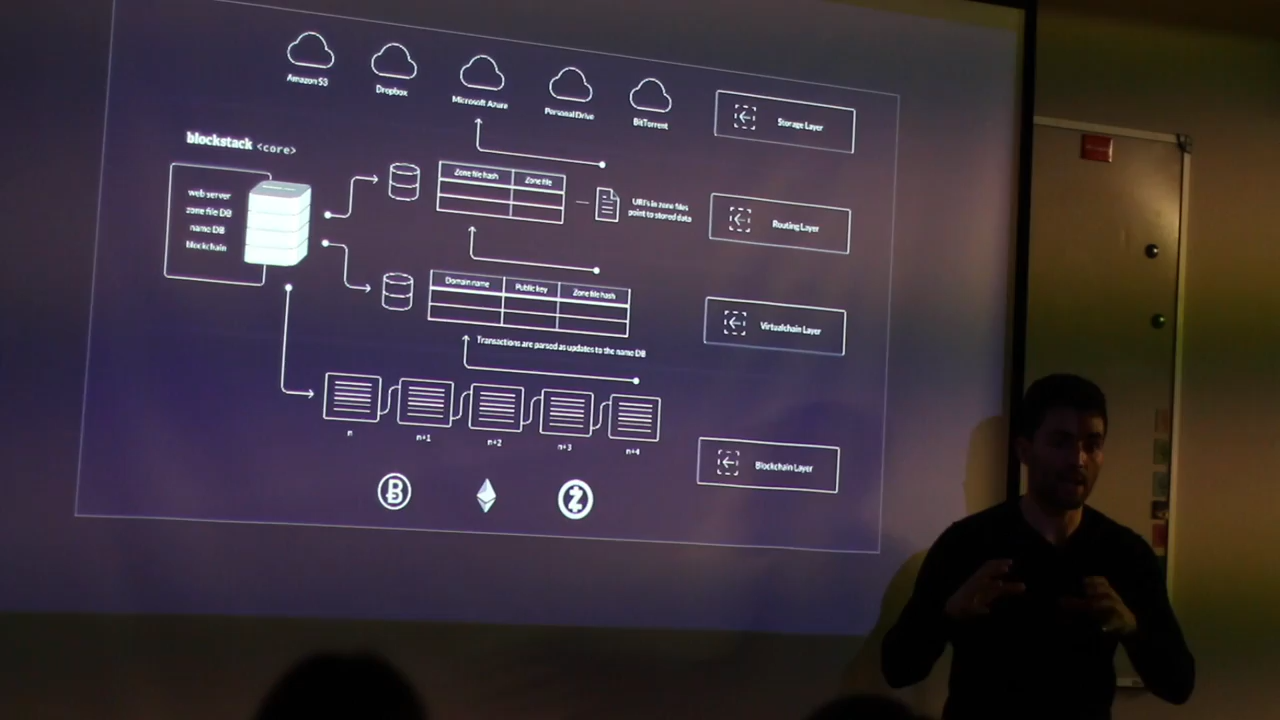 Amazon S3
Dropbox
Microsoft Azure
Personal Drive
BitTorrent
Storage Layer
blockstack <core>
web server
zone file DB
name DB
blockchain
Zone file hash
Zone file
URI's in zone files
point to stored data
Routing Layer
Domain name
Public key
Zone file hash
Virtualchain Layer
Transactions are parsed as updates to the name DB
n
n+1
n+2
n+3
n+4
Blockchain Layer